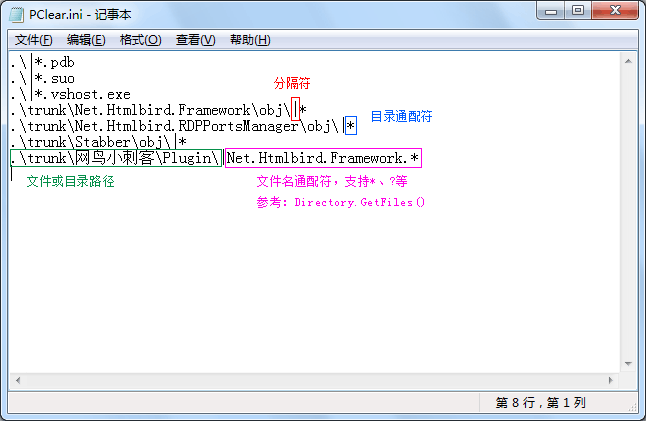 PClear.ini - 记事本
文件(F) 编辑(E) 格式(O) 查看(V) 帮助(H)
.\|*.pdb
.\|*.suo
.\|*.vshost.exe
分隔符
.\trunk\Net.Htmlbird.Framework\obj\|*
目录通配符
.\trunk\Net.Htmlbird.RDPPortsManager\obj\|*
.\trunk\Stabber\obj\|*
.\trunk\网鸟小刺客\Plugin\|Net.Htmlbird.Framework.*
文件或目录路径
文件名通配符，支持*、?等
参考: Directory.GetFiles()
第 8 行，第 1 列